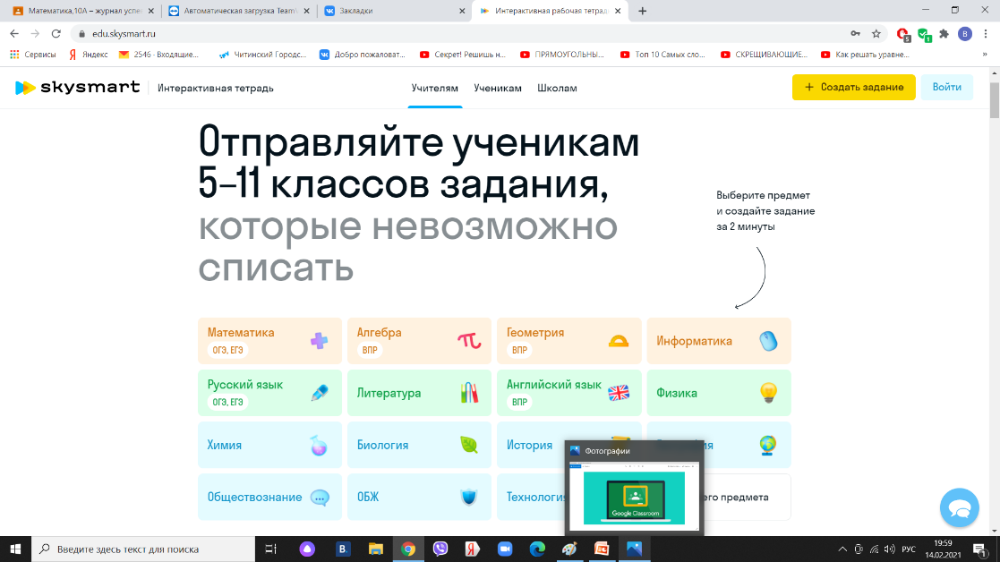 Математика,10А – журнал успе
Автоматическая загрузка Team
Закладки
Интерактивная рабочая тетрадь
edu.skysmart.ru
5
1
В
Сервисы
Яндекс
2546 - Входящие...
Читинский Городс...
Добро пожаловат...
Секрет! Решишь н...
ПРЯМОУГОЛЬНЫ...
Топ 10 Самых сло...
СКРЕЩИВАЮЩИЕ...
Как решать уравне...
skysmart
Интерактивная тетрадь
Учителям
Ученикам
Школам
+ Создать задание
Войти
Отправляйте ученикам
5–11 классов задания,
которые невозможно
списать
Выберите предмет
и создайте задание
за 2 минуты
Математика
ОГЭ, ЕГЭ
Алгебра
ВПР
Геометрия
ВПР
Информатика
Русский язык
ОГЭ, ЕГЭ
Литература
Английский язык
ВПР
Физика
Химия
Биология
История
Обществознание
ОБЖ
Технология
его предмета
Фотографии
Google Classroom
Введите здесь текст для поиска
B.
Я
РУС
19:59
14.02.2021
1